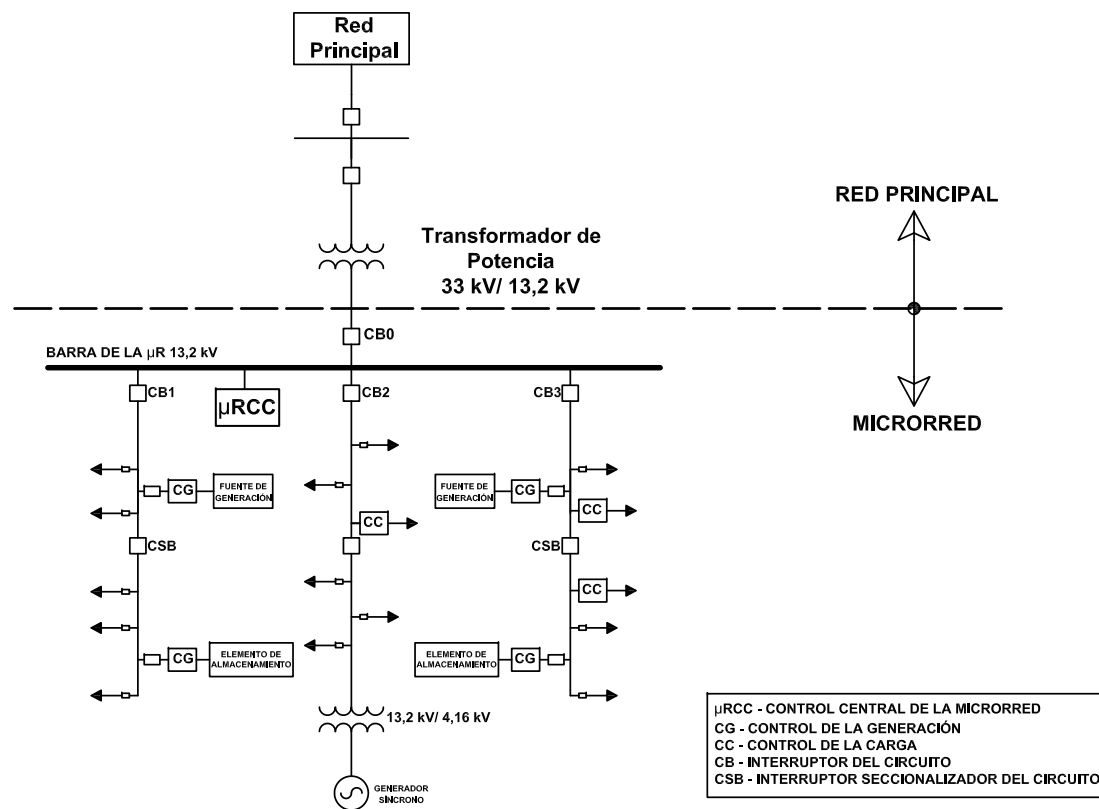 Red
Principal
Transformador de
Potencia
33 kV/ 13,2 kV
RED PRINCIPAL
MICRORRED
CB0
BARRA DE LA µR 13,2 kV
CB1
µRCC
CB2
CB3
CG
FUENTE DE
GENERACIÓN
FUENTE DE
GENERACIÓN
CG
CC
CC
CSB
CSB
CC
CG
ELEMENTO DE
ALMACENAMIENTO
ELEMENTO DE
ALMACENAMIENTO
CG
13,2 kV/ 4,16 kV
GENERADOR
SÍNCRONO
µRCC - CONTROL CENTRAL DE LA MICRORRED
CG - CONTROL DE LA GENERACIÓN
CC - CONTROL DE LA CARGA
CB - INTERRUPTOR DEL CIRCUITO
CSB - INTERRUPTOR SECCIONALIZADOR DEL CIRCUITO